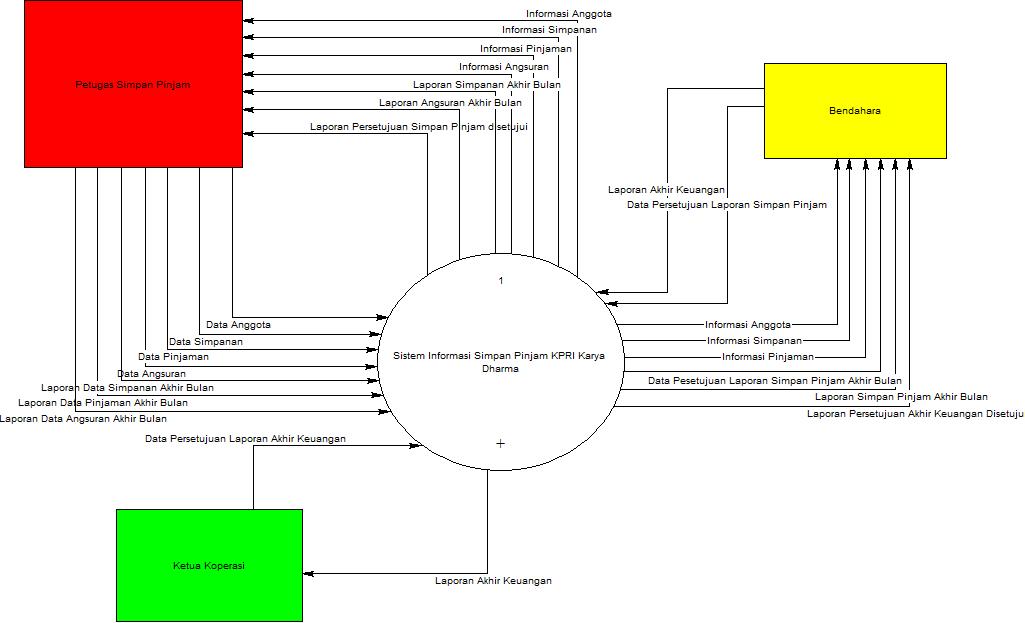 Informasi Anggota
Informasi Simpanan
Informasi Pinjaman
Informasi Angsuran
Petugas Simpan Pinjam
Laporan Simpanan Akhir Bulan
Laporan Angsuran Akhir Bulan
Laporan Persetujuan Simpan Pinjam disetujui
Bendahara
Laporan Akhir Keuangan
Data Persetujuan Laporan Simpan Pinjam
1
Sistem Informasi Simpan Pinjam KPRI Karya
Dharma
+
Data Anggota
Data Simpanan
Data Pinjaman
Data Angsuran
Laporan Data Simpanan Akhir Bulan
Laporan Data Pinjaman Akhir Bulan
Laporan Data Angsuran Akhir Bulan
Informasi Anggota
Informasi Simpanan
Informasi Pinjaman
Data Pesetujuan Laporan Simpan Pinjam Akhir Bulan
Laporan Simpan Pinjam Akhir Bulan
Laporan Persetujuan Akhir Keuangan Disetuju
Data Persetujuan Laporan Akhir Keuangan
Ketua Koperasi
Laporan Akhir Keuangan